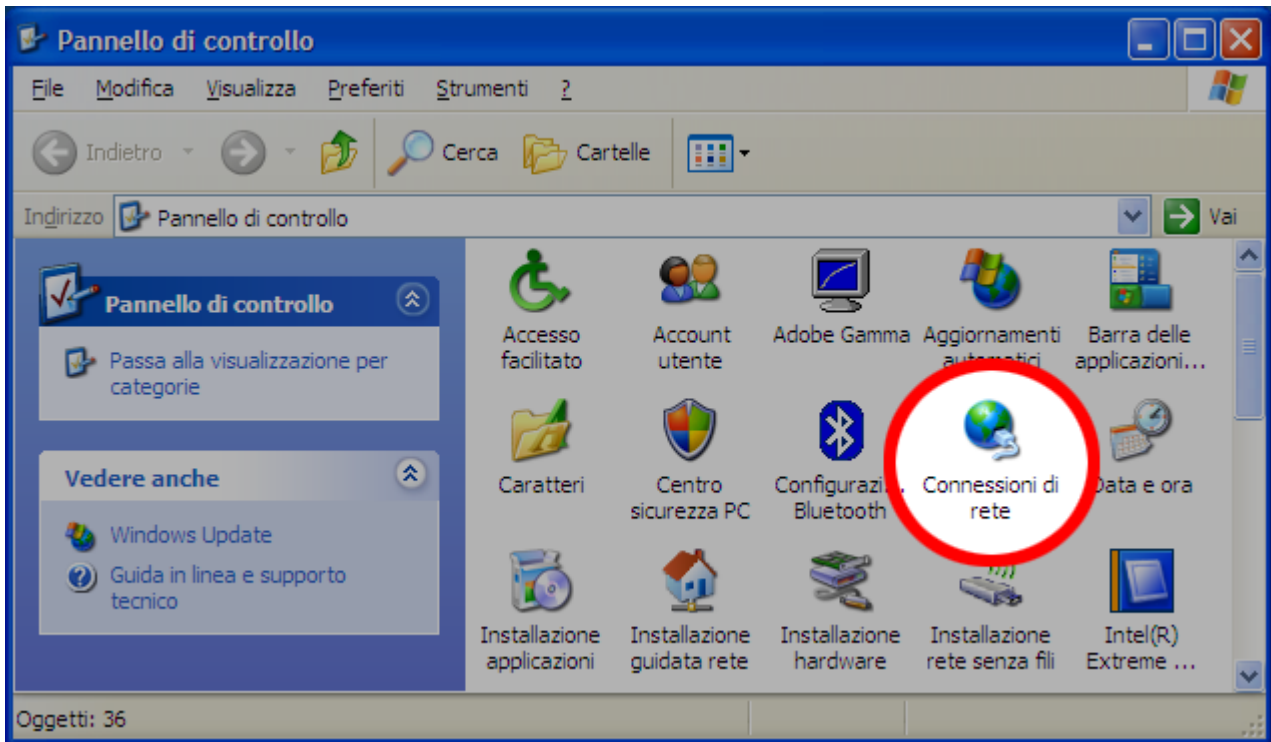 Pannello di controllo
File Modifica Visualizza Preferiti Strumenti ?
Indietro Cerca Cartelle
Indirizzo Pannello di controllo Vai
Pannello di controllo
Passa alla visualizzazione per
categorie
Vedere anche
Windows Update
Guida in linea e supporto
tecnico
Accesso
facilitato
Account
utente
Adobe Gamma
Aggiornamenti
automatici
Barra delle
applicazioni...
Caratteri
Centro
sicurezza PC
Configurazi...
Bluetooth
Connessioni di
rete
Data e ora
Installazione
applicazioni
Installazione
guidata rete
Installazione
hardware
Installazione
rete senza fili
Intel(R)
Extreme ...
Oggetti: 36